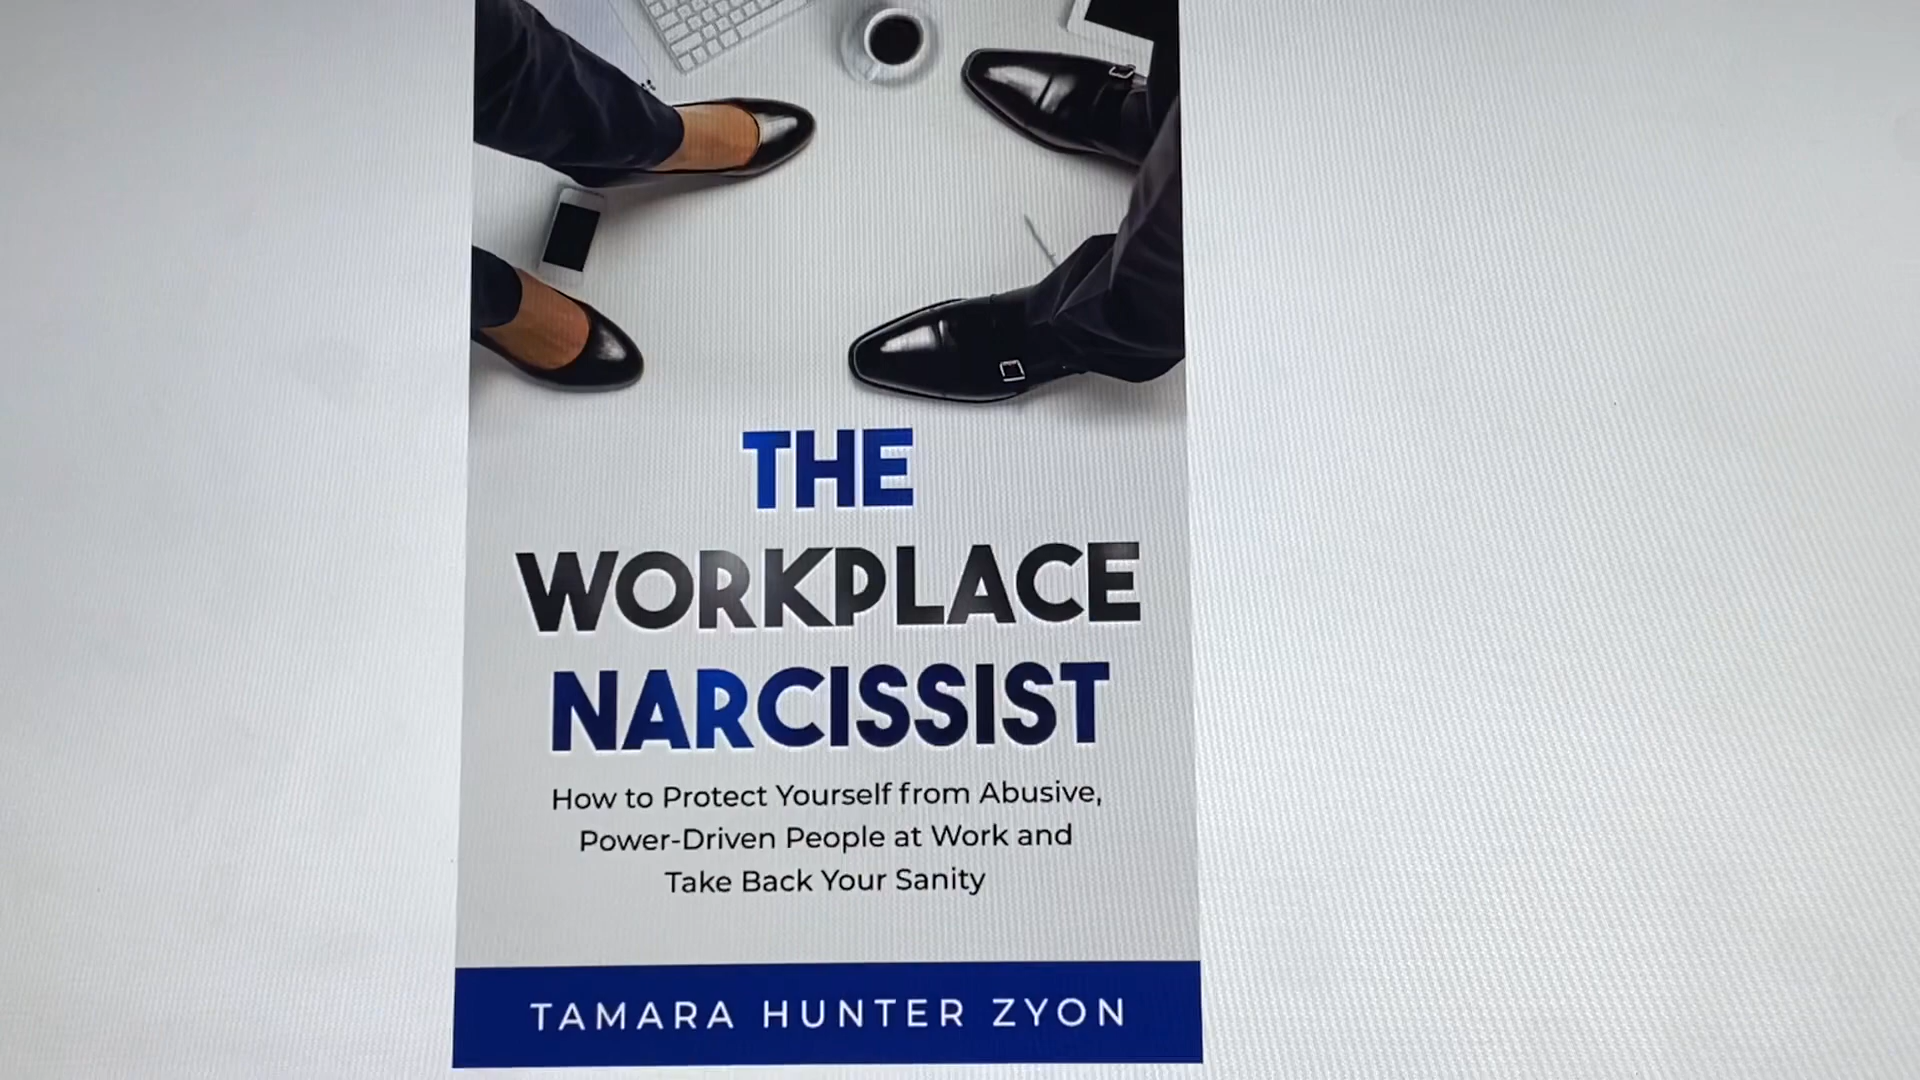 THE
WORKPLACE
NARCISSIST
How to Protect Yourself from Abusive,
Power-Driven People at Work and
Take Back Your Sanity
TAMARA HUNTER ZYON